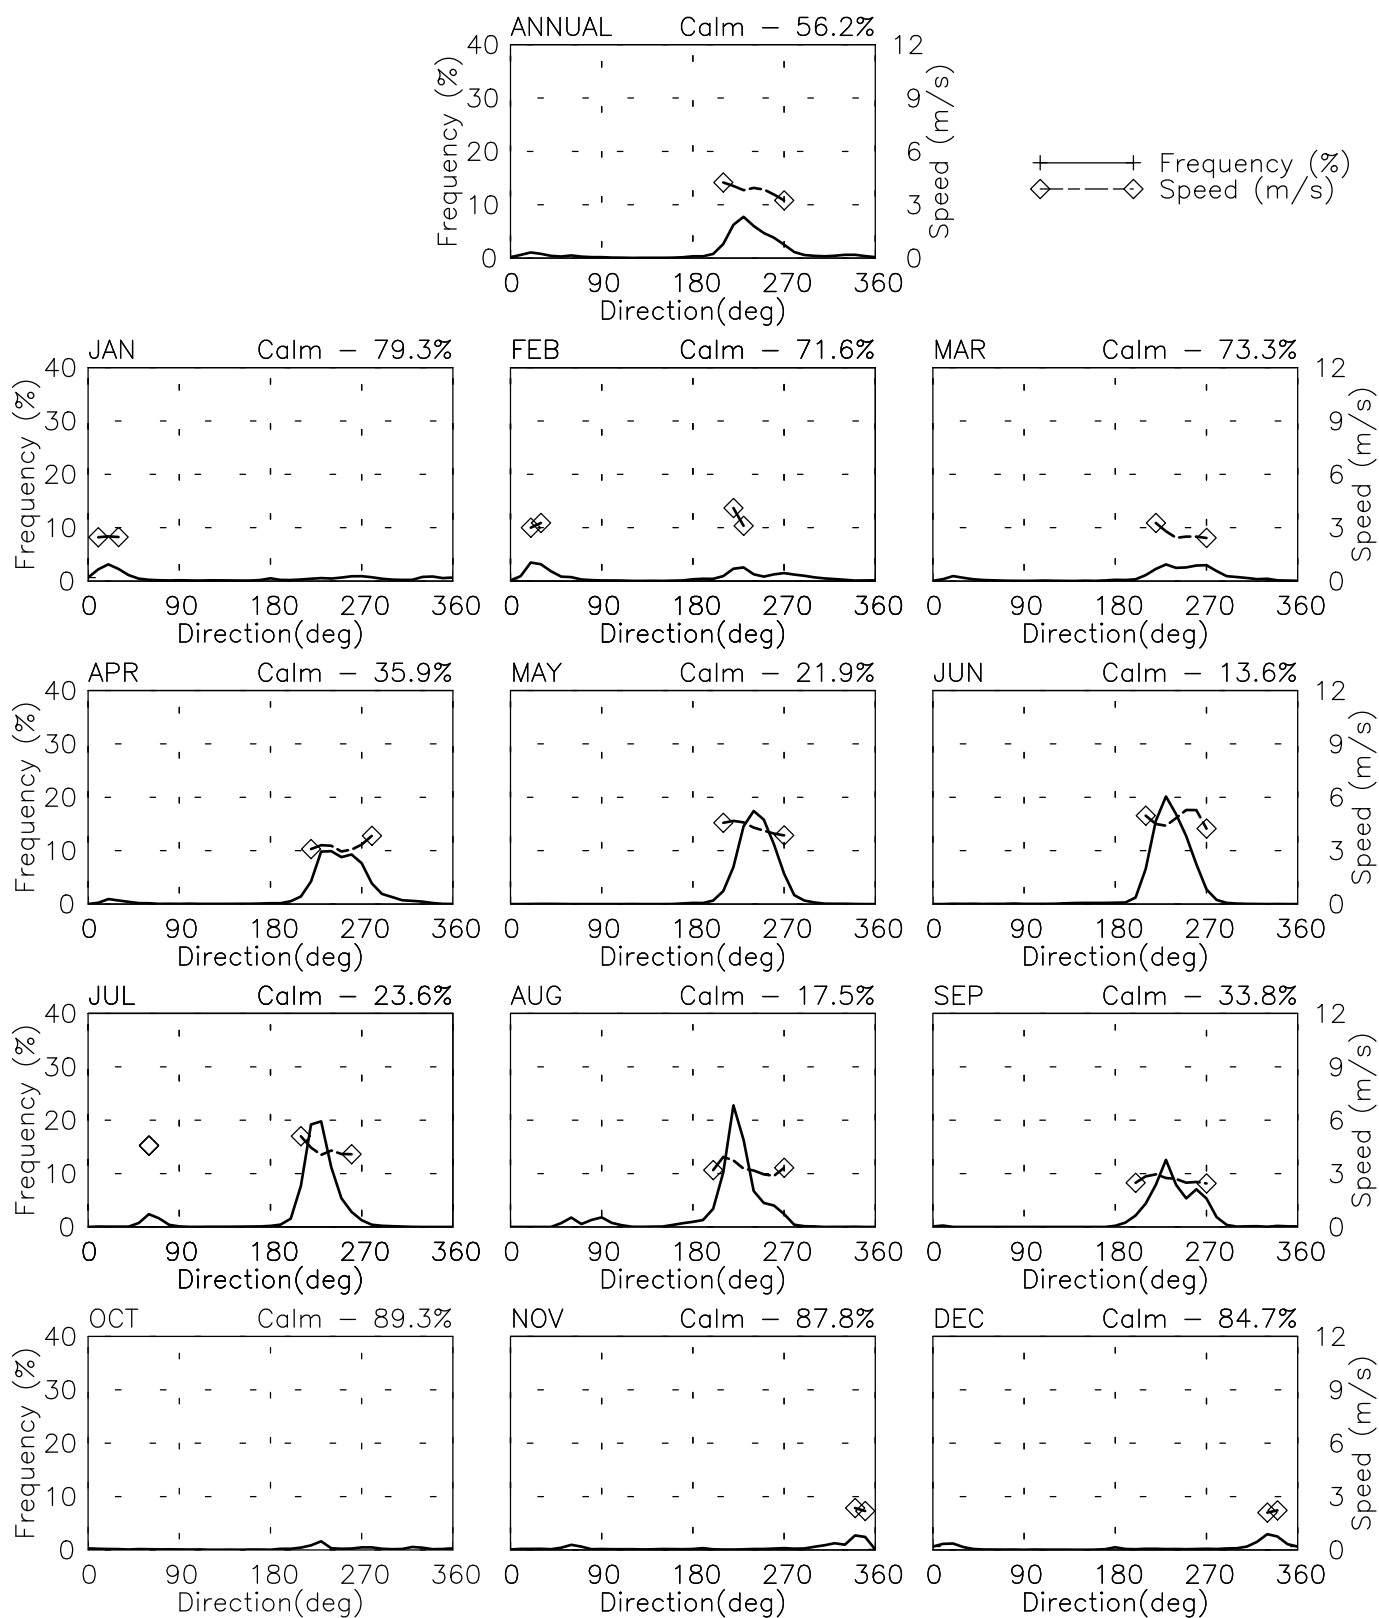 ANNUAL Calm – 56.2%
40 12
30 9
20 6
10 3
0 0
Frequency (%)
Speed (m/s)
0 90 180 270 360
Direction(deg)
Frequency (%)
Speed (m/s)
JAN Calm – 79.3%
FEB Calm – 71.6%
MAR Calm – 73.3%
40 12
30 9
20 6
10 3
0 0
Frequency (%)
Speed (m/s)
0 90 180 270 360 0 90 180 270 360 0 90 180 270 360
Direction(deg) Direction(deg) Direction(deg)
APR Calm – 35.9%
MAY Calm – 21.9%
JUN Calm – 13.6%
40 12
30 9
20 6
10 3
0 0
Frequency (%)
Speed (m/s)
0 90 180 270 360 0 90 180 270 360 0 90 180 270 360
Direction(deg) Direction(deg) Direction(deg)
JUL Calm – 23.6%
AUG Calm – 17.5%
SEP Calm – 33.8%
40 12
30 9
20 6
10 3
0 0
Frequency (%)
Speed (m/s)
0 90 180 270 360 0 90 180 270 360 0 90 180 270 360
Direction(deg) Direction(deg) Direction(deg)
OCT Calm – 89.3%
NOV Calm – 87.8%
DEC Calm – 84.7%
40 12
30 9
20 6
10 3
0 0
Frequency (%)
Speed (m/s)
0 90 180 270 360 0 90 180 270 360 0 90 180 270 360
Direction(deg) Direction(deg) Direction(deg)